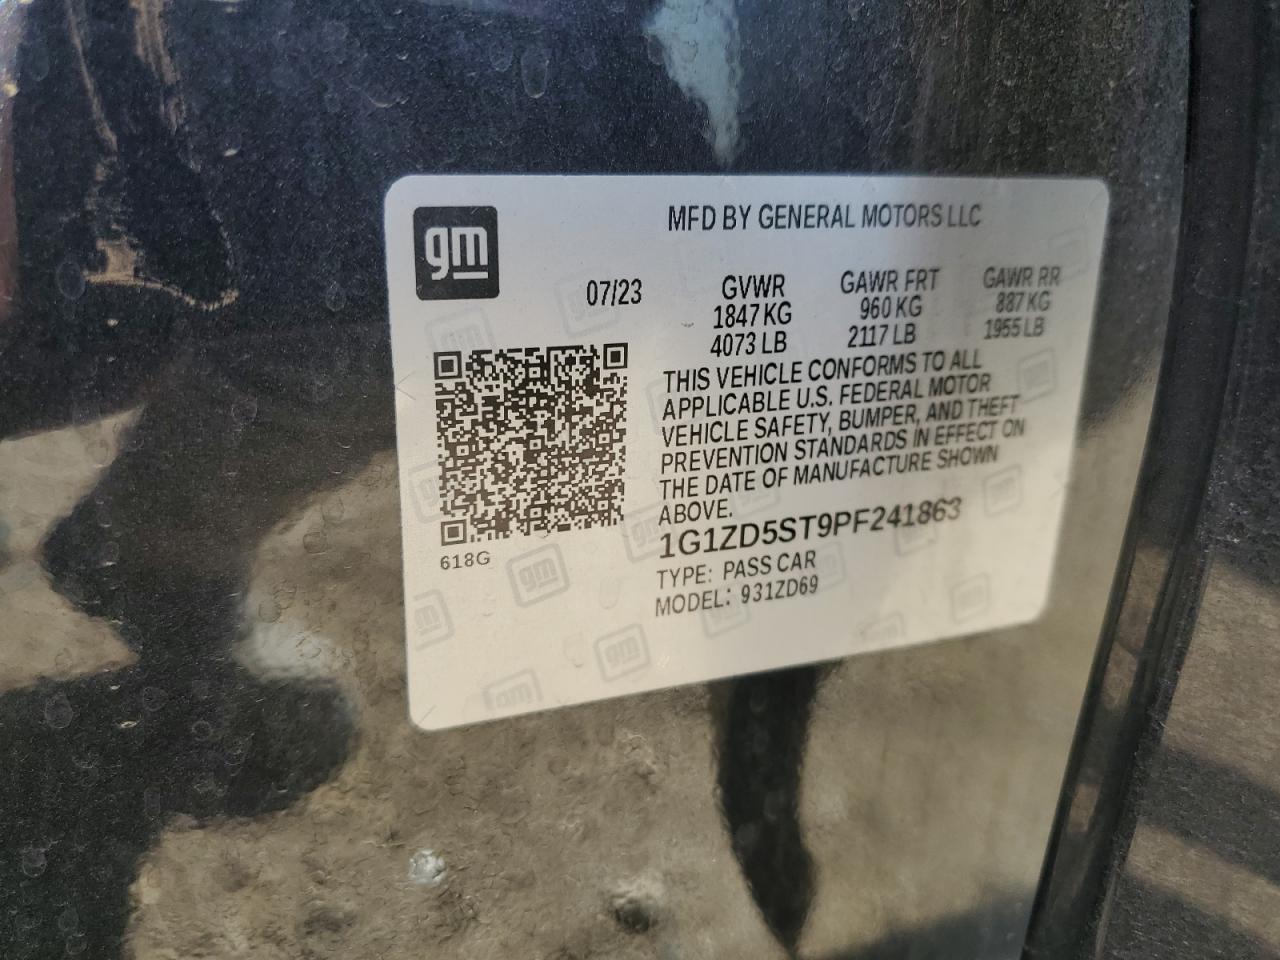 gm
MFD BY GENERAL MOTORS LLC
07/23
GVWR
1847 KG
4073 LB
GAWR FRT
960 KG
2117 LB
GAWR RR
887 KG
1955 LB
THIS VEHICLE CONFORMS TO ALL
APPLICABLE U.S. FEDERAL MOTOR
VEHICLE SAFETY, BUMPER, AND THEFT
PREVENTION STANDARDS IN EFFECT ON
THE DATE OF MANUFACTURE SHOWN
ABOVE.
1G1ZD5ST9PF241863
TYPE: PASS CAR
MODEL: 931ZD69
618G